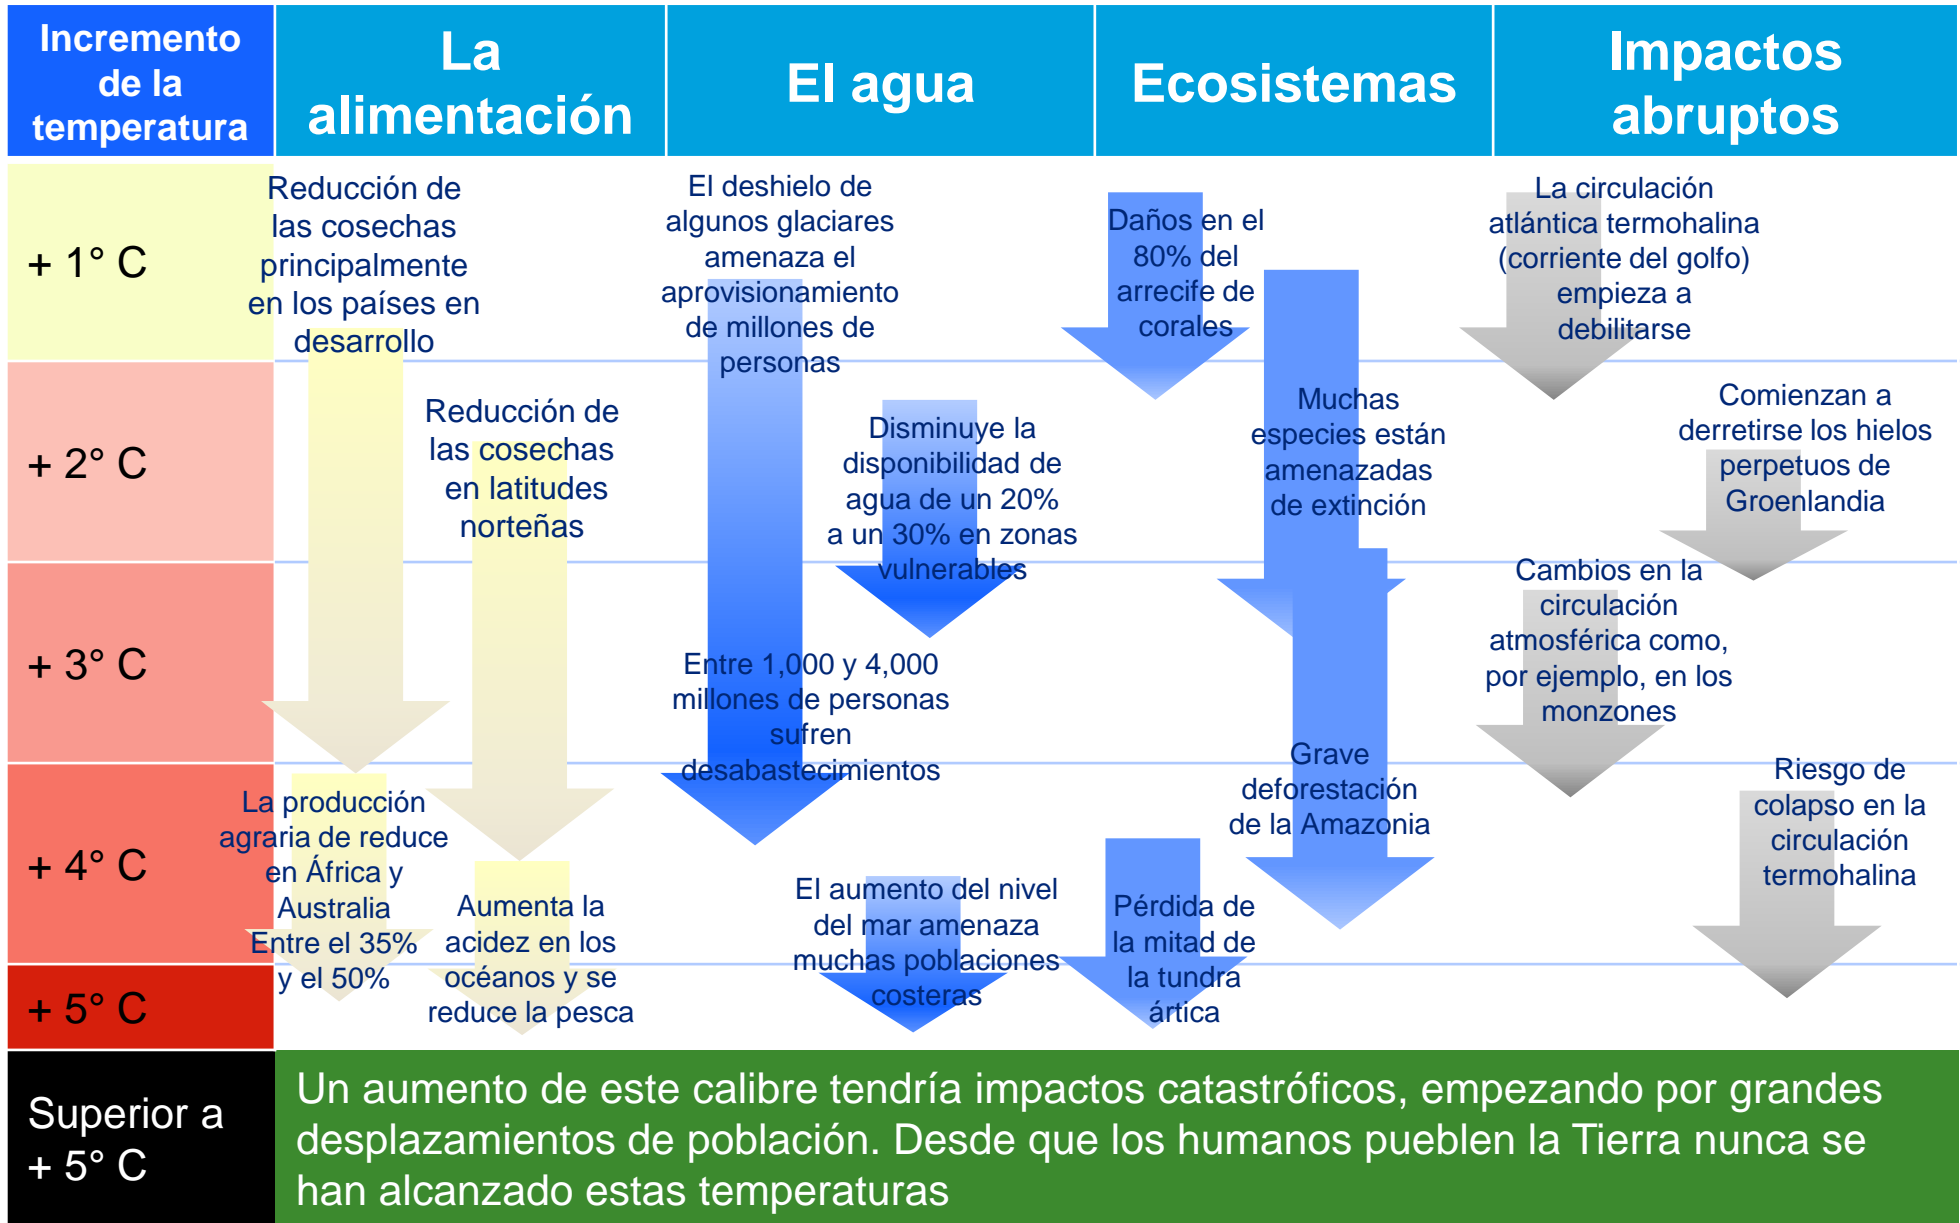 Incremento
de la
temperatura
La
alimentación
El agua
Ecosistemas
Impactos
abruptos
+ 1° C
Reducción de
las cosechas
principalmente
en los países en
desarrollo
El deshielo de
algunos glaciares
amenaza el
aprovisionamiento
de millones de
personas
Daños en el
80% del
arrecife de
corales
La circulación
atlántica termohalina
(corriente del golfo)
empieza a
debilitarse
+ 2° C
Reducción de
las cosechas
en latitudes
norteñas
Disminuye la
disponibilidad de
agua de un 20%
a un 30% en zonas
vulnerables
Muchas
especies están
amenazadas
de extinción
Comienzan a
derretirse los hielos
perpetuos de
Groenlandia
+ 3° C
Entre 1,000 y 4,000
millones de personas
sufren
desabastecimientos
Cambios en la
circulación
atmosférica como,
por ejemplo, en los
monzones
+ 4° C
La producción
agraria de reduce
en África y
Australia
Entre el 35%
y el 50%
Aumenta la
acidez en los
océanos y se
reduce la pesca
El aumento del nivel
del mar amenaza
muchas poblaciones
costeras
Grave
deforestación
de la Amazonia
Pérdida de
la mitad de
la tundra
ártica
Riesgo de
colapso en la
circulación
termohalina
+ 5° C
Superior a
+ 5° C
Un aumento de este calibre tendría impactos catastróficos, empezando por grandes
desplazamientos de población. Desde que los humanos pueblen la Tierra nunca se
han alcanzado estas temperaturas